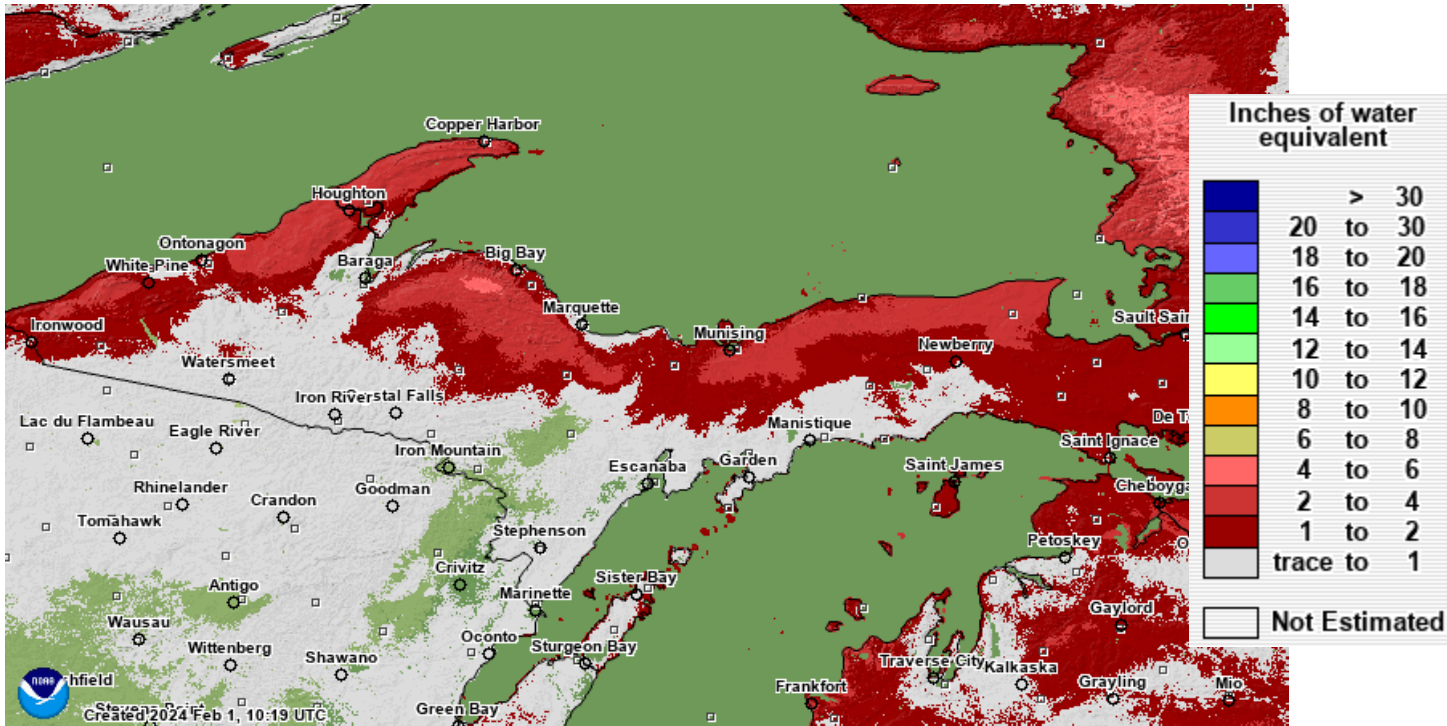 Copper Harbor
Houghton
Ontonagon
White Pine
Baraga
Big Bay
Marquette
Munising
Sault Sai
Ironwood
Newberry
Watersmeet
Iron River
Crystal Falls
Lac du Flambeau
Eagle River
Manistique
De T
Saint Ignace
Iron Mountain
Escanaba
Garden
Saint James
Rhinelander
Crandon
Goodman
Cheboyga
Tomahawk
Stephenson
Petoskey
O
Antigo
Crivitz
Sister Bay
Marinette
Gaylord
Wausau
Wittenberg
Shawano
Oconto
Sturgeon Bay
Traverse City
Kalkaska
Grayling
Mio
Frankfort
NOAA
hfield
Stevens Point
Green Bay
Created 2024 Feb 1, 10:19 UTC
Inches of water
equivalent
> 30
20 to 30
18 to 20
16 to 18
14 to 16
12 to 14
10 to 12
8 to 10
6 to 8
4 to 6
2 to 4
1 to 2
trace to 1
Not Estimated